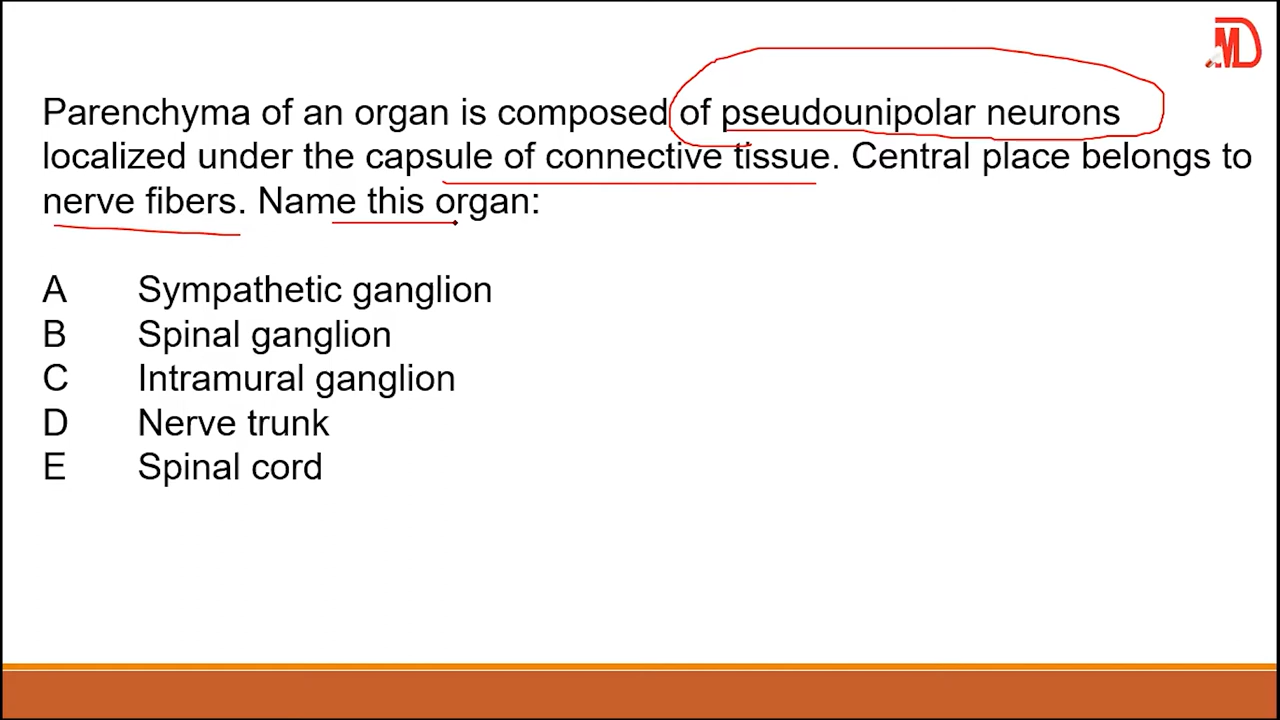 MD
Parenchyma of an organ is composed of pseudounipolar neurons
localized under the capsule of connective tissue. Central place belongs to
nerve fibers. Name this organ:
A Sympathetic ganglion
B Spinal ganglion
C Intramural ganglion
D Nerve trunk
E Spinal cord